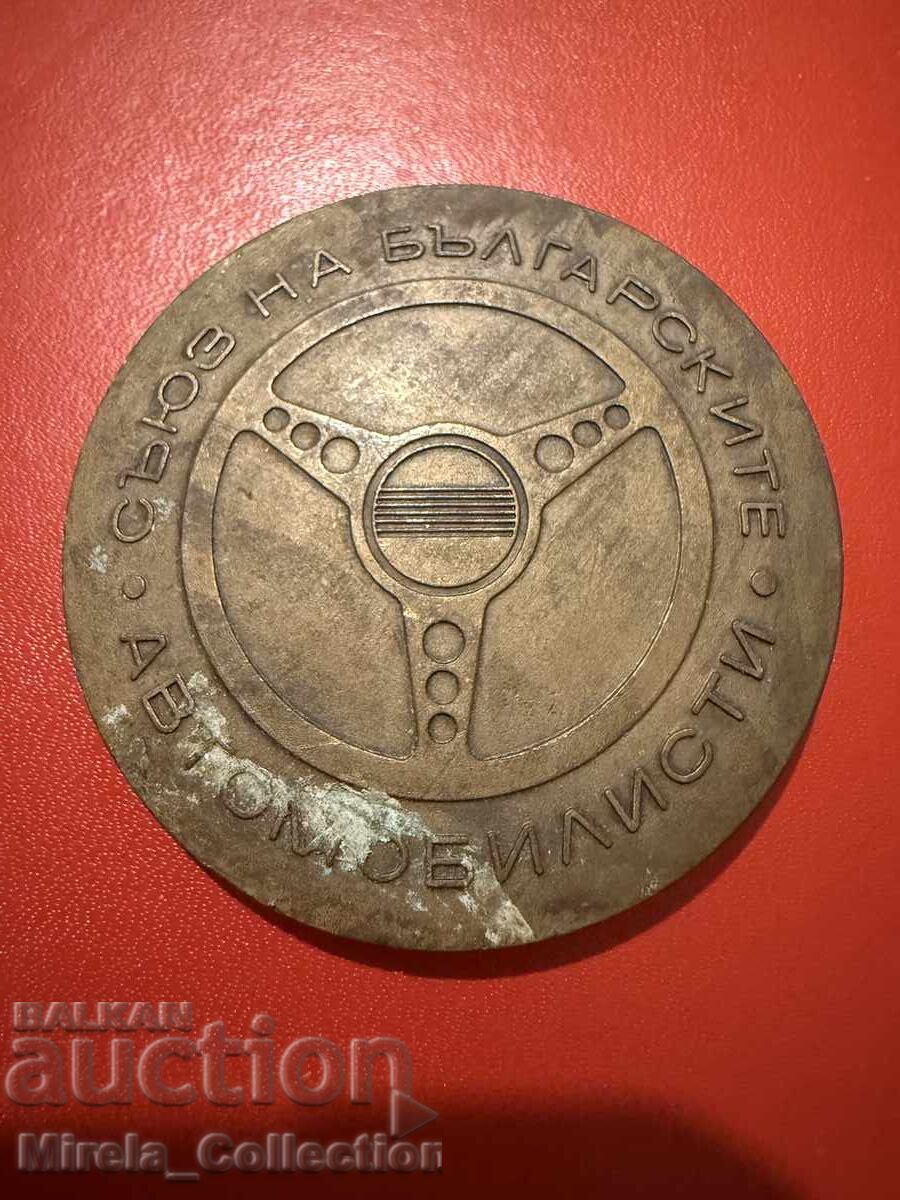 СЪЮЗ НА БЪЛГАРСКИТЕ
• АВТОМОБИЛИСТИ •
BALKAN
auction
Mirela_Collection